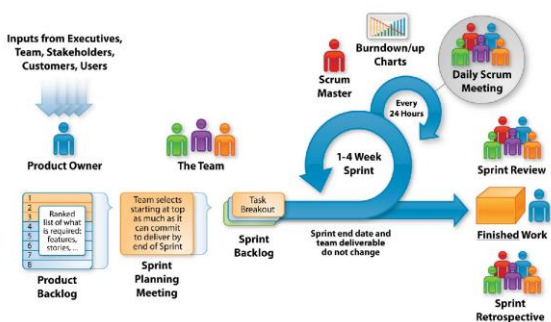 Inputs from Executives,
Team, Stakeholders,
Customers, Users
Product Owner
The Team
Scrum
Master
Burndown/up
Charts
Daily Scrum
Meeting
Every
24 Hours
1-4 Week
Sprint
Sprint Review
1
2
3
4
5
6
7
8
Ranked
list of what
is required:
features,
stories, ...
Product
Backlog
Team selects
starting at top
as much as it
can commit
to deliver by
end of Sprint
Sprint
Planning
Meeting
Task
Breakout
Sprint
Backlog
Sprint end date and
team deliverable
do not change
Finished Work
Sprint
Retrospective